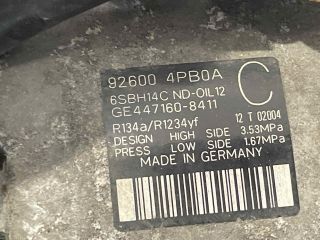 92600 4PB0A
6SBH14C ND-OIL12 C
GE447160-8411
R134a/R1234yf 12 T 02004
DESIGN HIGH SIDE 3.53MPa
PRESS LOW SIDE 1.67MPa
MADE IN GERMANY